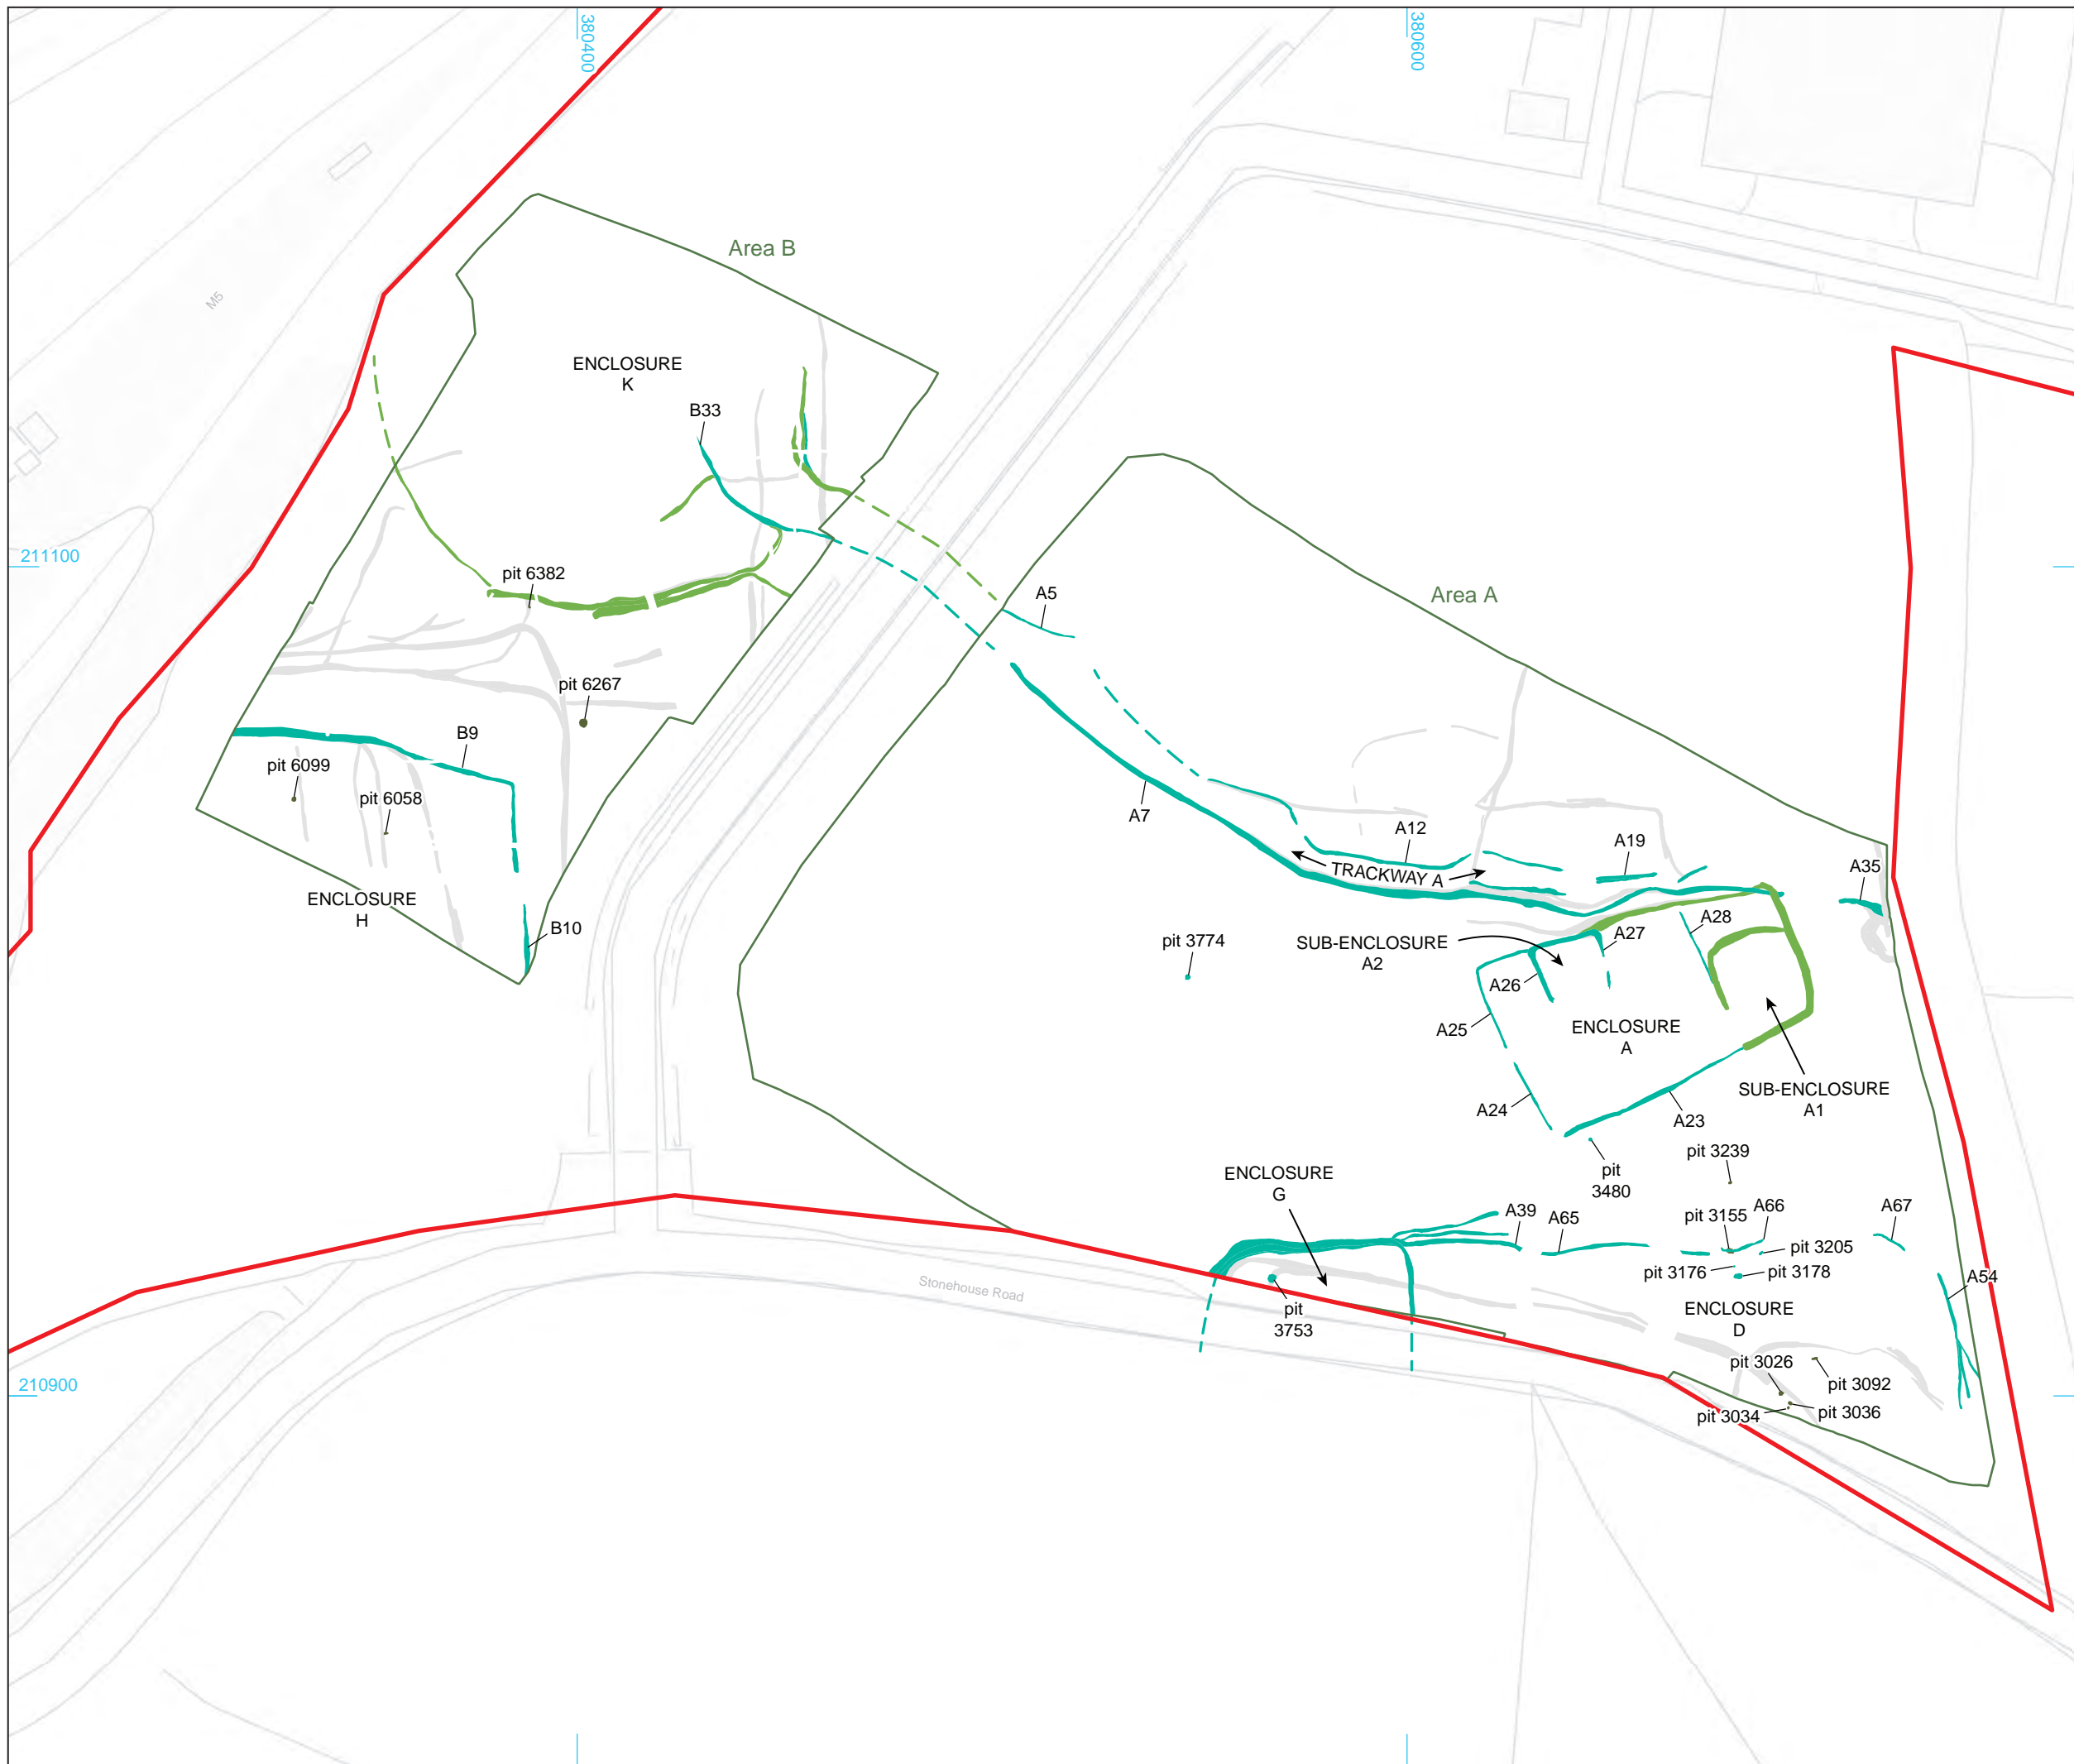 380400
380600
Area B
M5
ENCLOSURE
K
B33
211100
pit 6382
A5
Area A
pit 6267
B9
pit 6099
pit 6058
A7
A12
A19
TRACKWAY A
A35
ENCLOSURE
H
B10
pit 3774
SUB-ENCLOSURE
A2
A27
A28
A26
A25
ENCLOSURE
A
A24
A23
SUB-ENCLOSURE
A1
pit 3239
pit
3480
ENCLOSURE
G
A39
A65
pit 3155
A66
A67
pit 3205
pit 3176
pit 3178
A54
Stonehouse Road
pit
3753
ENCLOSURE
D
pit 3026
pit 3092
210900
pit 3034
pit 3036